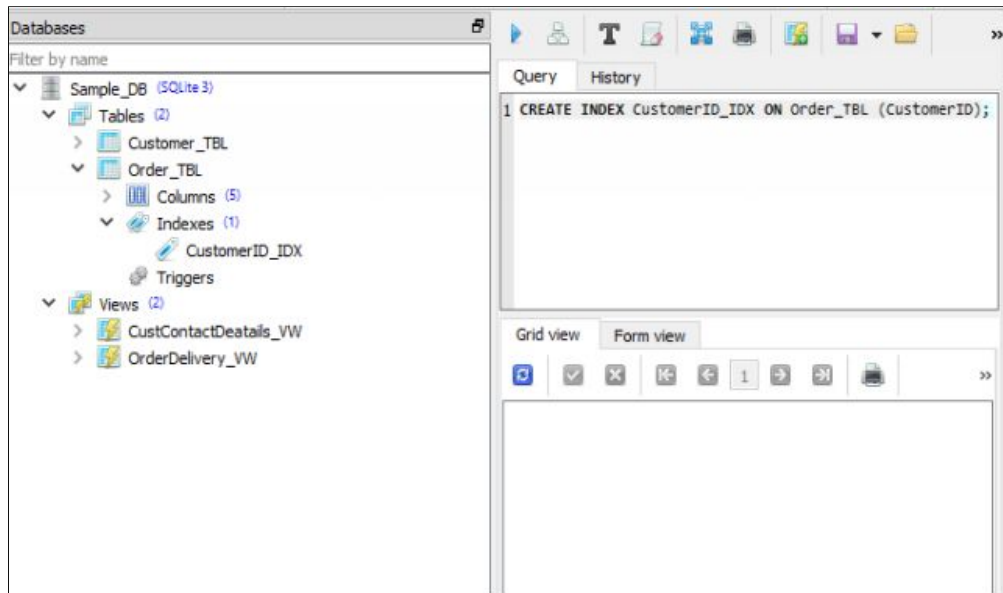 Databases
Filter by name
Sample_DB (SQLite 3)
Tables (2)
Customer_TBL
Order_TBL
Columns (5)
Indexes (1)
CustomerID_IDX
Triggers
Views (2)
CustContactDeatails_VW
OrderDelivery_VW
T
»
Query History
1 CREATE INDEX CustomerID_IDX ON Order_TBL (CustomerID);
Grid view Form view
1 »